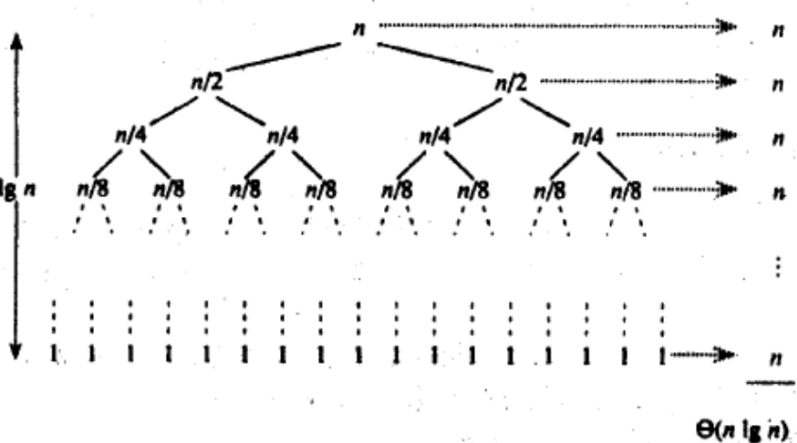 n n
n/2 n/2 n
n/4 n/4 n/4 n/4 n
lg n n/8 n/8 n/8 n/8 n/8 n/8 n/8 n/8 n
1 1 1 1 1 1 1 1 1 1 1 1 1 1 1 1 1 n
Θ(n lg n)